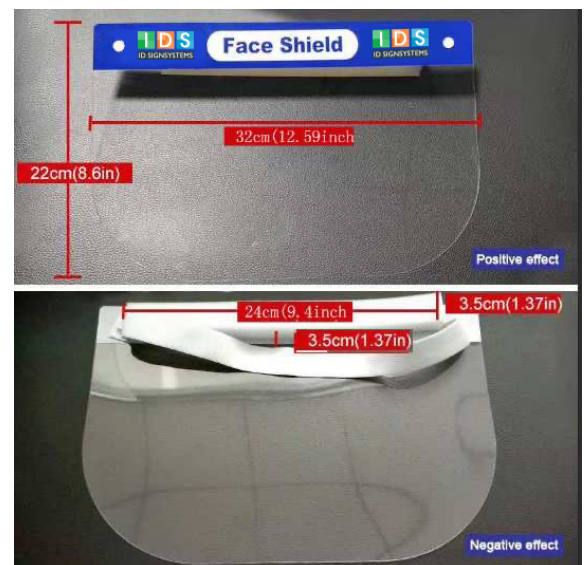 IDS
ID SIGNSYSTEMS
Face Shield
IDS
ID SIGNSYSTEMS
32cm(12.59inch
22cm(8.6in)
Positive effect
24cm(9.4inch
3.5cm(1.37in)
3.5cm(1.37in)
Negative effect